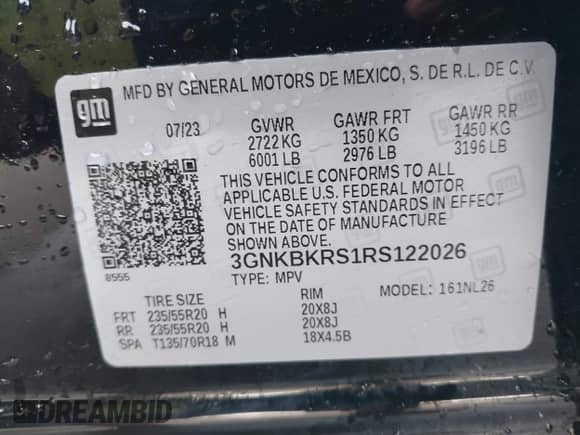 gm
MFD BY GENERAL MOTORS DE MEXICO, S. DE R.L. DE C.V.
07/23 GVWR GAWR FRT GAWR RR
2722 KG 1350 KG 1450 KG
6001 LB 2976 LB 3196 LB
THIS VEHICLE CONFORMS TO ALL
APPLICABLE U.S. FEDERAL MOTOR
VEHICLE SAFETY STANDARDS IN EFFECT
ON THE DATE OF MANUFACTURE
3GNKBKRS1RS122026
8555 TYPE: MPV
TIRE SIZE RIM MODEL: 161NL26
FRT 235/55R20 H 20X8J
RR 235/55R20 H 20X8J
SPA T135/70R18 M 18X4.5B
DREAMBID